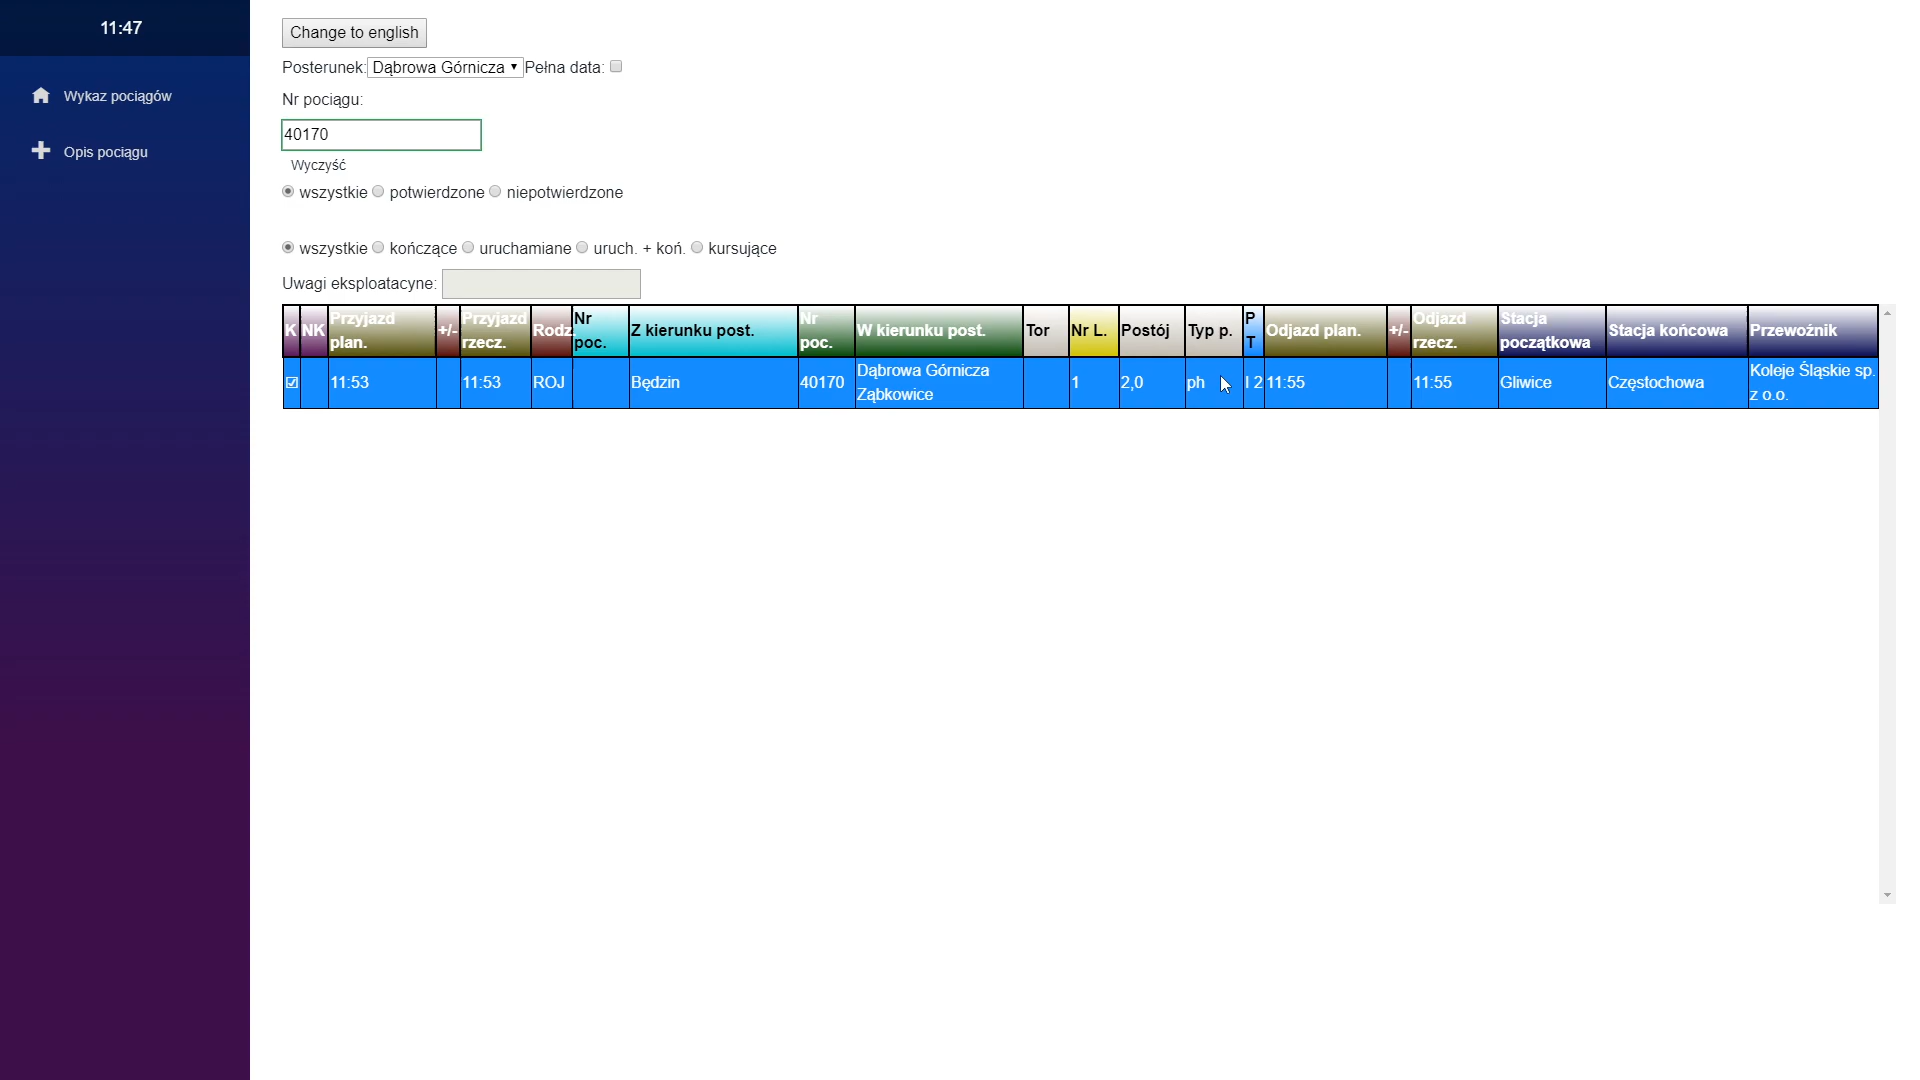 11:47
Wykaz pociągów
Opis pociągu
Change to english
Posterunek: Dąbrowa Górnicza Pełna data:
Nr pociągu:
40170
Wyczyść
wszystkie potwierdzone niepotwierdzone
wszystkie kończące uruchamiane uruch. + koń. kursujące
Uwagi eksploatacyne:
K NK Przyjazd plan. +/- Przyjazd rzecz. Rodz. Nr poc. Z kierunku post. Nr poc. W kierunku post. Tor Nr L. Postój Typ p. P T Odjazd plan. +/- Odjazd rzecz. Stacja początkowa Stacja końcowa Przewoźnik
11:53 11:53 ROJ Będzin 40170 Dąbrowa Górnicza Ząbkowice 1 2,0 ph I 2 11:55 11:55 Gliwice Częstochowa Koleje Śląskie sp. z o.o.